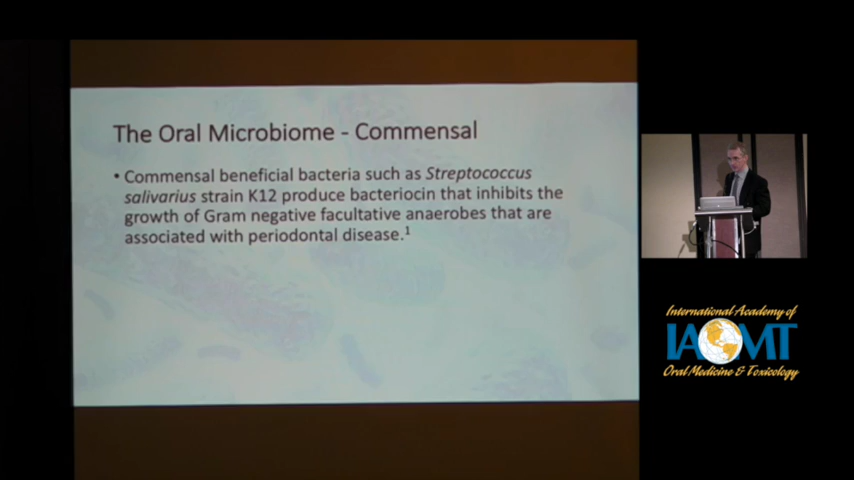 The Oral Microbiome - Commensal
• Commensal beneficial bacteria such as Streptococcus
salivarius strain K12 produce bacteriocin that inhibits the
growth of Gram negative facultative anaerobes that are
associated with periodontal disease.1
International Academy of
IAOMT
Oral Medicine & Toxicology